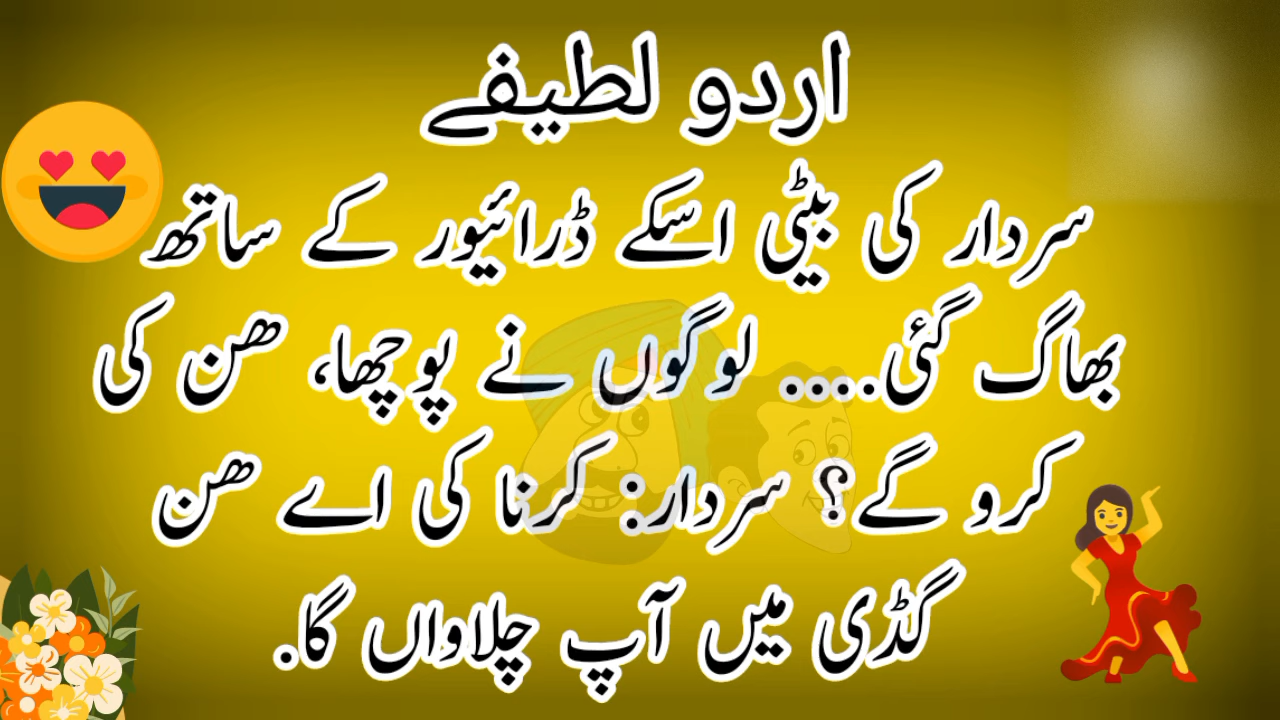 اردو لطیفے
سردار کی بیٹی اسکے ڈرائیور کے ساتھ
بھاگ گئی.... لوگوں نے پوچھا، ھن کی
کرو گے؟ سردار: کرنا کی اے ھن
گڈی میں آپ چلاواں گا.